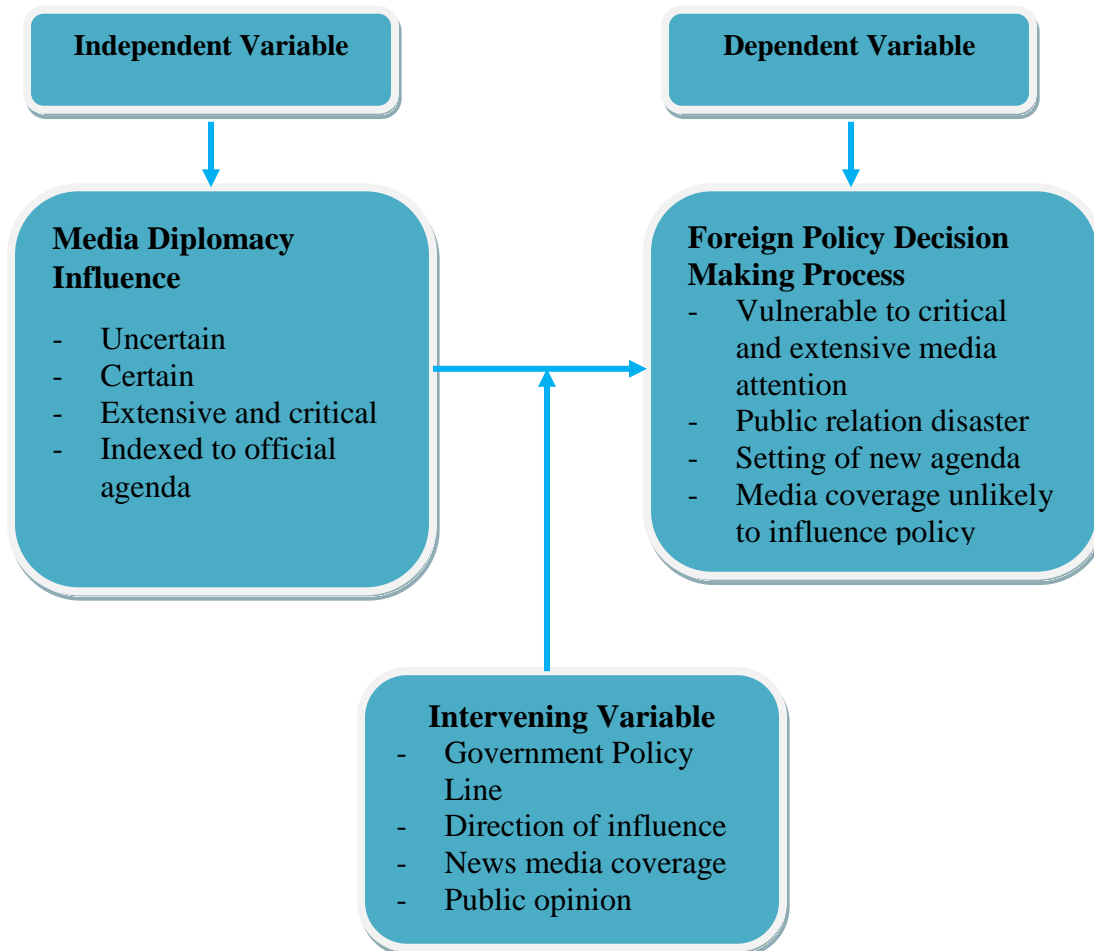 Independent Variable
Dependent Variable
Media Diplomacy
Influence
- Uncertain
- Certain
- Extensive and critical
- Indexed to official
agenda
Foreign Policy Decision
Making Process
- Vulnerable to critical
and extensive media
attention
- Public relation disaster
- Setting of new agenda
- Media coverage unlikely
to influence policy
Intervening Variable
- Government Policy
Line
- Direction of influence
- News media coverage
- Public opinion